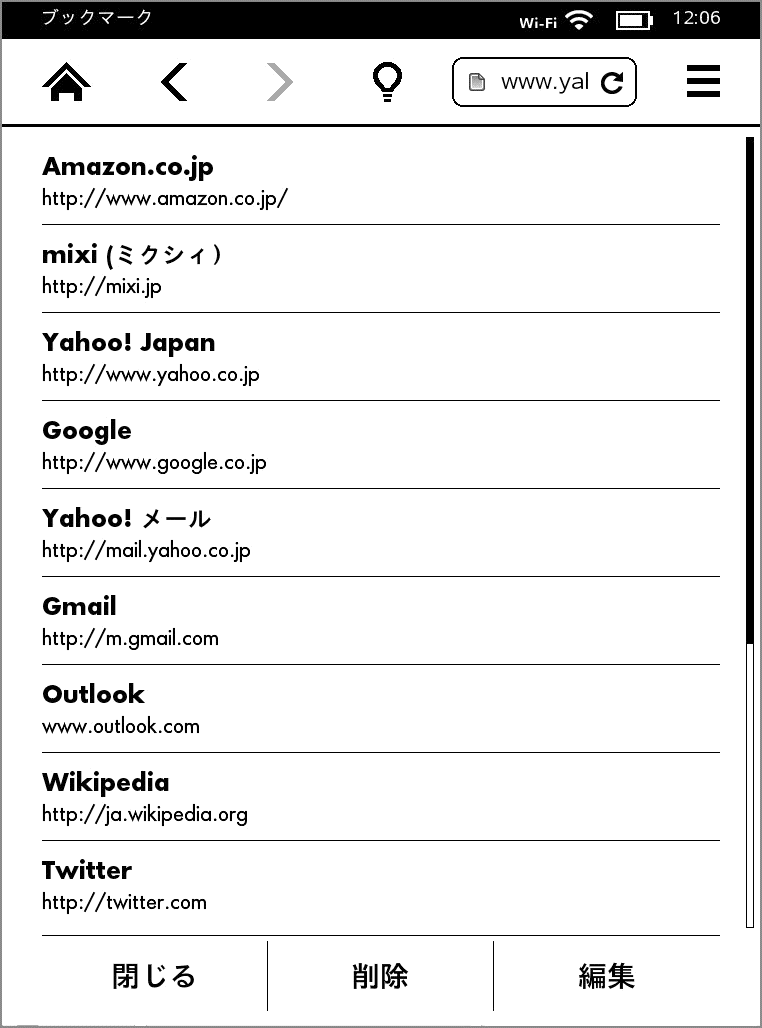 ブックマーク
Wi-Fi
12:06
www.yal
Amazon.co.jp
http://www.amazon.co.jp/
mixi (ミクシィ)
http://mixi.jp
Yahoo! Japan
http://www.yahoo.co.jp
Google
http://www.google.co.jp
Yahoo! メール
http://mail.yahoo.co.jp
Gmail
http://m.gmail.com
Outlook
www.outlook.com
Wikipedia
http://ja.wikipedia.org
Twitter
http://twitter.com
閉じる
削除
編集